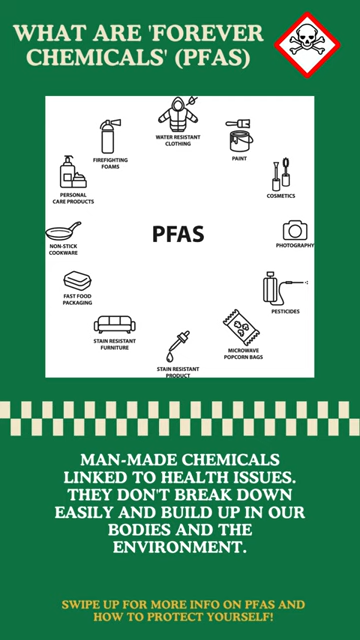 WHAT ARE 'FOREVER
CHEMICALS' (PFAS)
WATER RESISTANT
CLOTHING
FIREFIGHTING
FOAMS
PAINT
PERSONAL
CARE PRODUCTS
COSMETICS
PFAS
NON-STICK
COOKWARE
PHOTOGRAPHY
FAST FOOD
PACKAGING
PESTICIDES
STAIN RESISTANT
FURNITURE
MICROWAVE
POPCORN BAGS
STAIN RESISTANT
PRODUCT
MAN-MADE CHEMICALS
LINKED TO HEALTH ISSUES.
THEY DON'T BREAK DOWN
EASILY AND BUILD UP IN OUR
BODIES AND THE
ENVIRONMENT.
SWIPE UP FOR MORE INFO ON PFAS AND
HOW TO PROTECT YOURSELF!